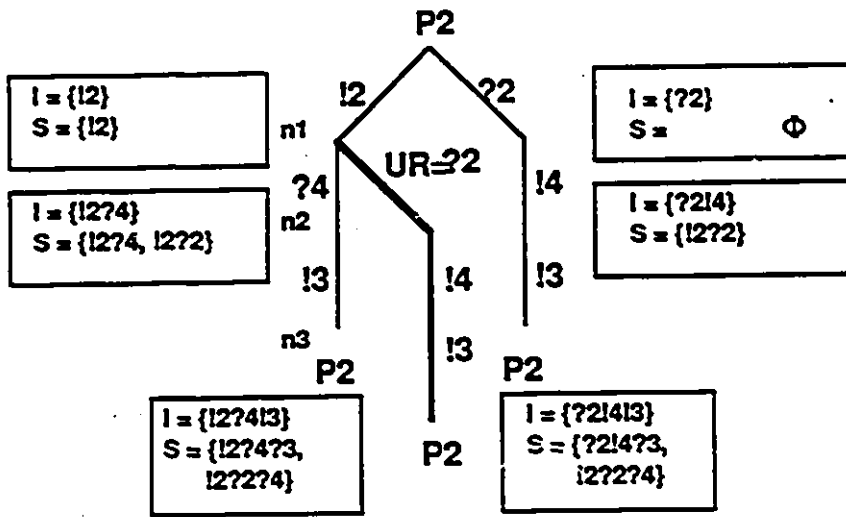 P2
!2
?2
I = {!2}
S = {!2}
n1
I = {?2}
S = Φ
UR=?2
?4
!4
I = {!2?4}
S = {!2?4, !2?2}
n2
I = {?2!4}
S = {!2?2}
!3
!4
!3
n3
!3
P2
P2
I = {!2?4!3}
S = {!2?4?3,
!2?2?4}
P2
I = {?2!4!3}
S = {?2!4?3,
!2?2?4}